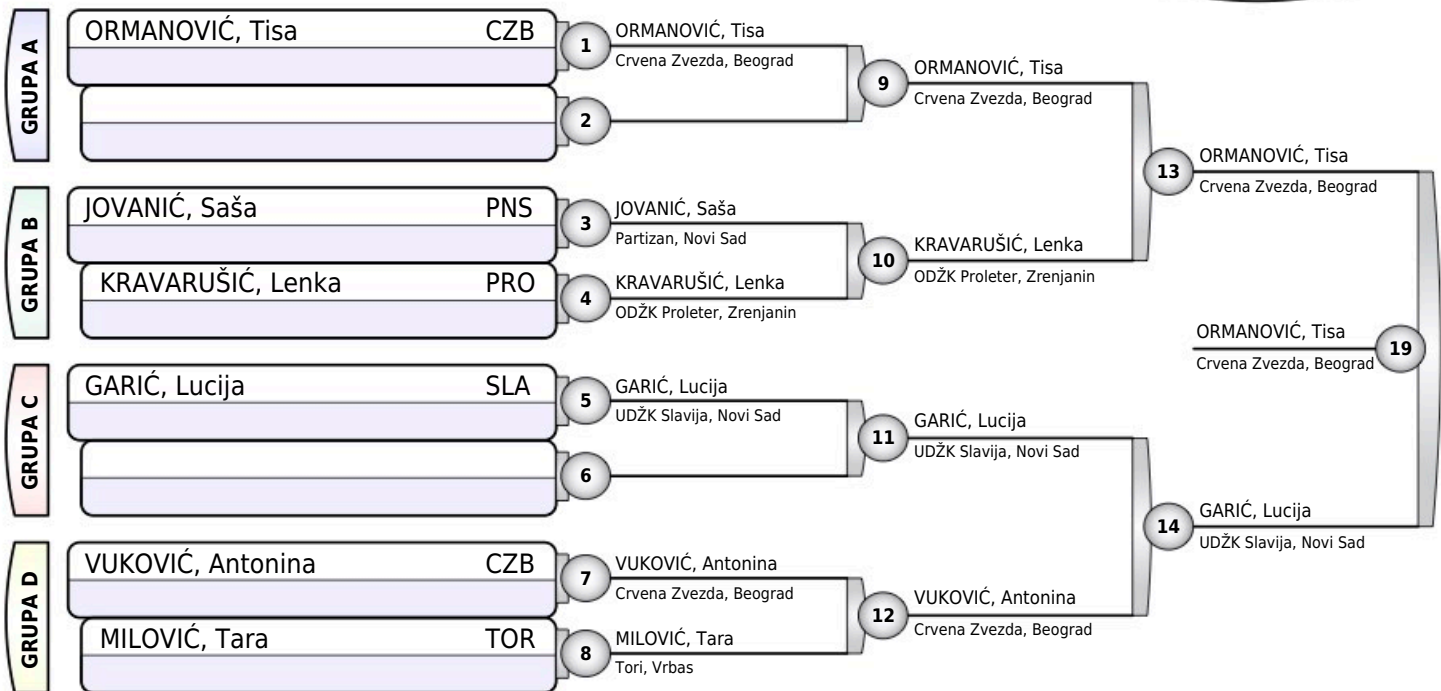 GRUPA A
ORMANOVIĆ, Tisa CZB
1
ORMANOVIĆ, Tisa
Crvena Zvezda, Beograd
2
9
ORMANOVIĆ, Tisa
Crvena Zvezda, Beograd
GRUPA B
JOVANIĆ, Saša PNS
3
JOVANIĆ, Saša
Partizan, Novi Sad
KRAVARUŠIĆ, Lenka PRO
4
KRAVARUŠIĆ, Lenka
ODŽK Proleter, Zrenjanin
10
KRAVARUŠIĆ, Lenka
ODŽK Proleter, Zrenjanin
13
ORMANOVIĆ, Tisa
Crvena Zvezda, Beograd
GRUPA C
GARIĆ, Lucija SLA
5
GARIĆ, Lucija
UDŽK Slavija, Novi Sad
6
11
GARIĆ, Lucija
UDŽK Slavija, Novi Sad
GRUPA D
VUKOVIĆ, Antonina CZB
7
VUKOVIĆ, Antonina
Crvena Zvezda, Beograd
MILOVIĆ, Tara TOR
8
MILOVIĆ, Tara
Tori, Vrbas
12
VUKOVIĆ, Antonina
Crvena Zvezda, Beograd
14
GARIĆ, Lucija
UDŽK Slavija, Novi Sad
ORMANOVIĆ, Tisa
Crvena Zvezda, Beograd
19